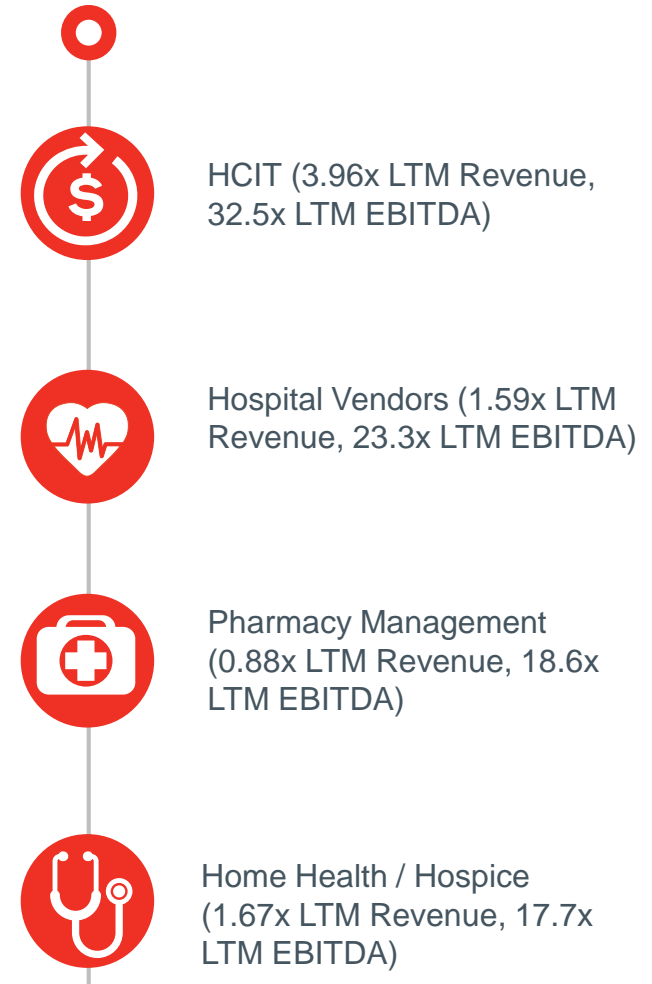 $
HCIT (3.96x LTM Revenue,
32.5x LTM EBITDA)
Hospital Vendors (1.59x LTM
Revenue, 23.3x LTM EBITDA)
Pharmacy Management
(0.88x LTM Revenue, 18.6x
LTM EBITDA)
Home Health / Hospice
(1.67x LTM Revenue, 17.7x
LTM EBITDA)